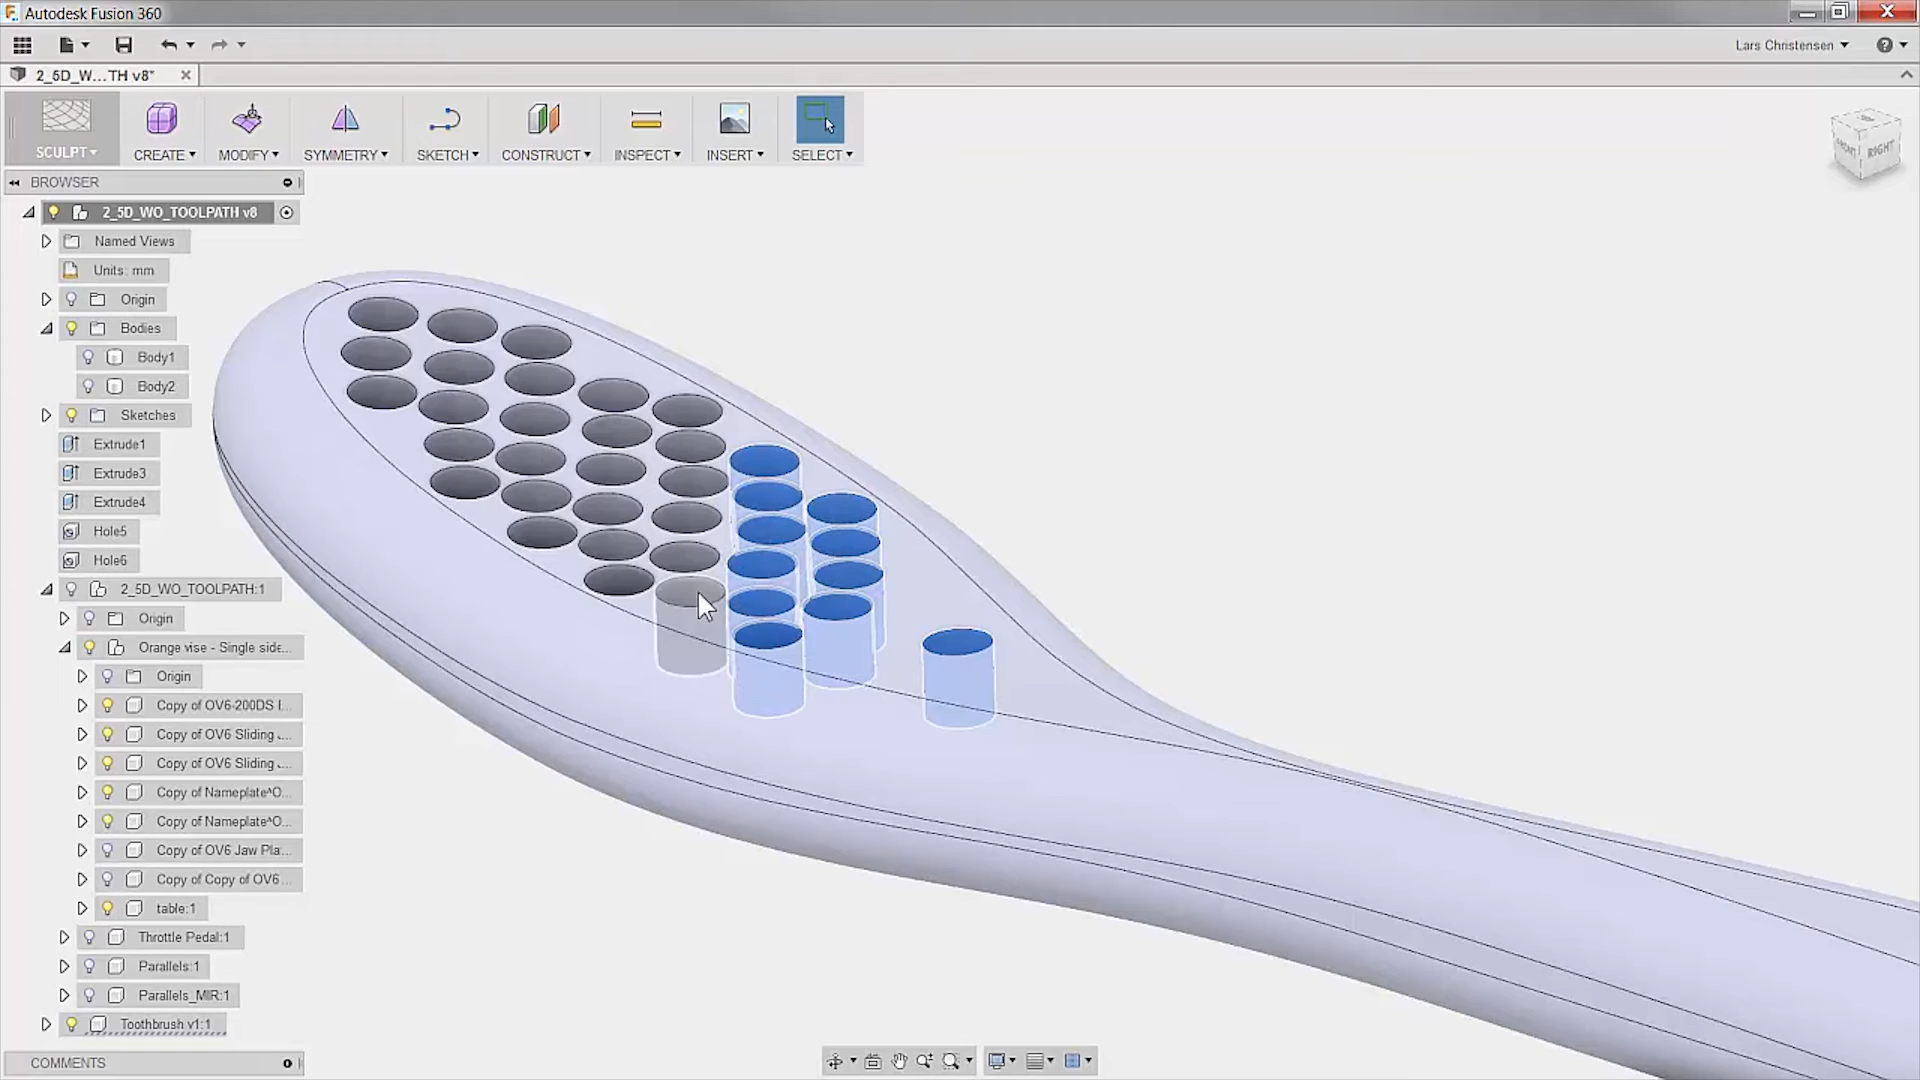 Autodesk Fusion 360
Lars Christensen
2_5D_W...TH v8*
SCULPT
CREATE
MODIFY
SYMMETRY
SKETCH
CONSTRUCT
INSPECT
INSERT
SELECT
FRONT
RIGHT
BROWSER
2_5D_WO_TOOLPATH v8
Named Views
Units: mm
Origin
Bodies
Body1
Body2
Sketches
Extrude1
Extrude3
Extrude4
Hole5
Hole6
2_5D_WO_TOOLPATH:1
Origin
Orange vise - Single side...
Origin
Copy of OV6-200DS
Copy of OV6 Sliding
Copy of OV6 Sliding
Copy of Nameplate^O...
Copy of Nameplate^O...
Copy of OV6 Jaw Pla...
Copy of Copy of OV6...
table:1
Throttle Pedal:1
Parallels:1
Parallels_MIR:1
Toothbrush v1:1
COMMENTS